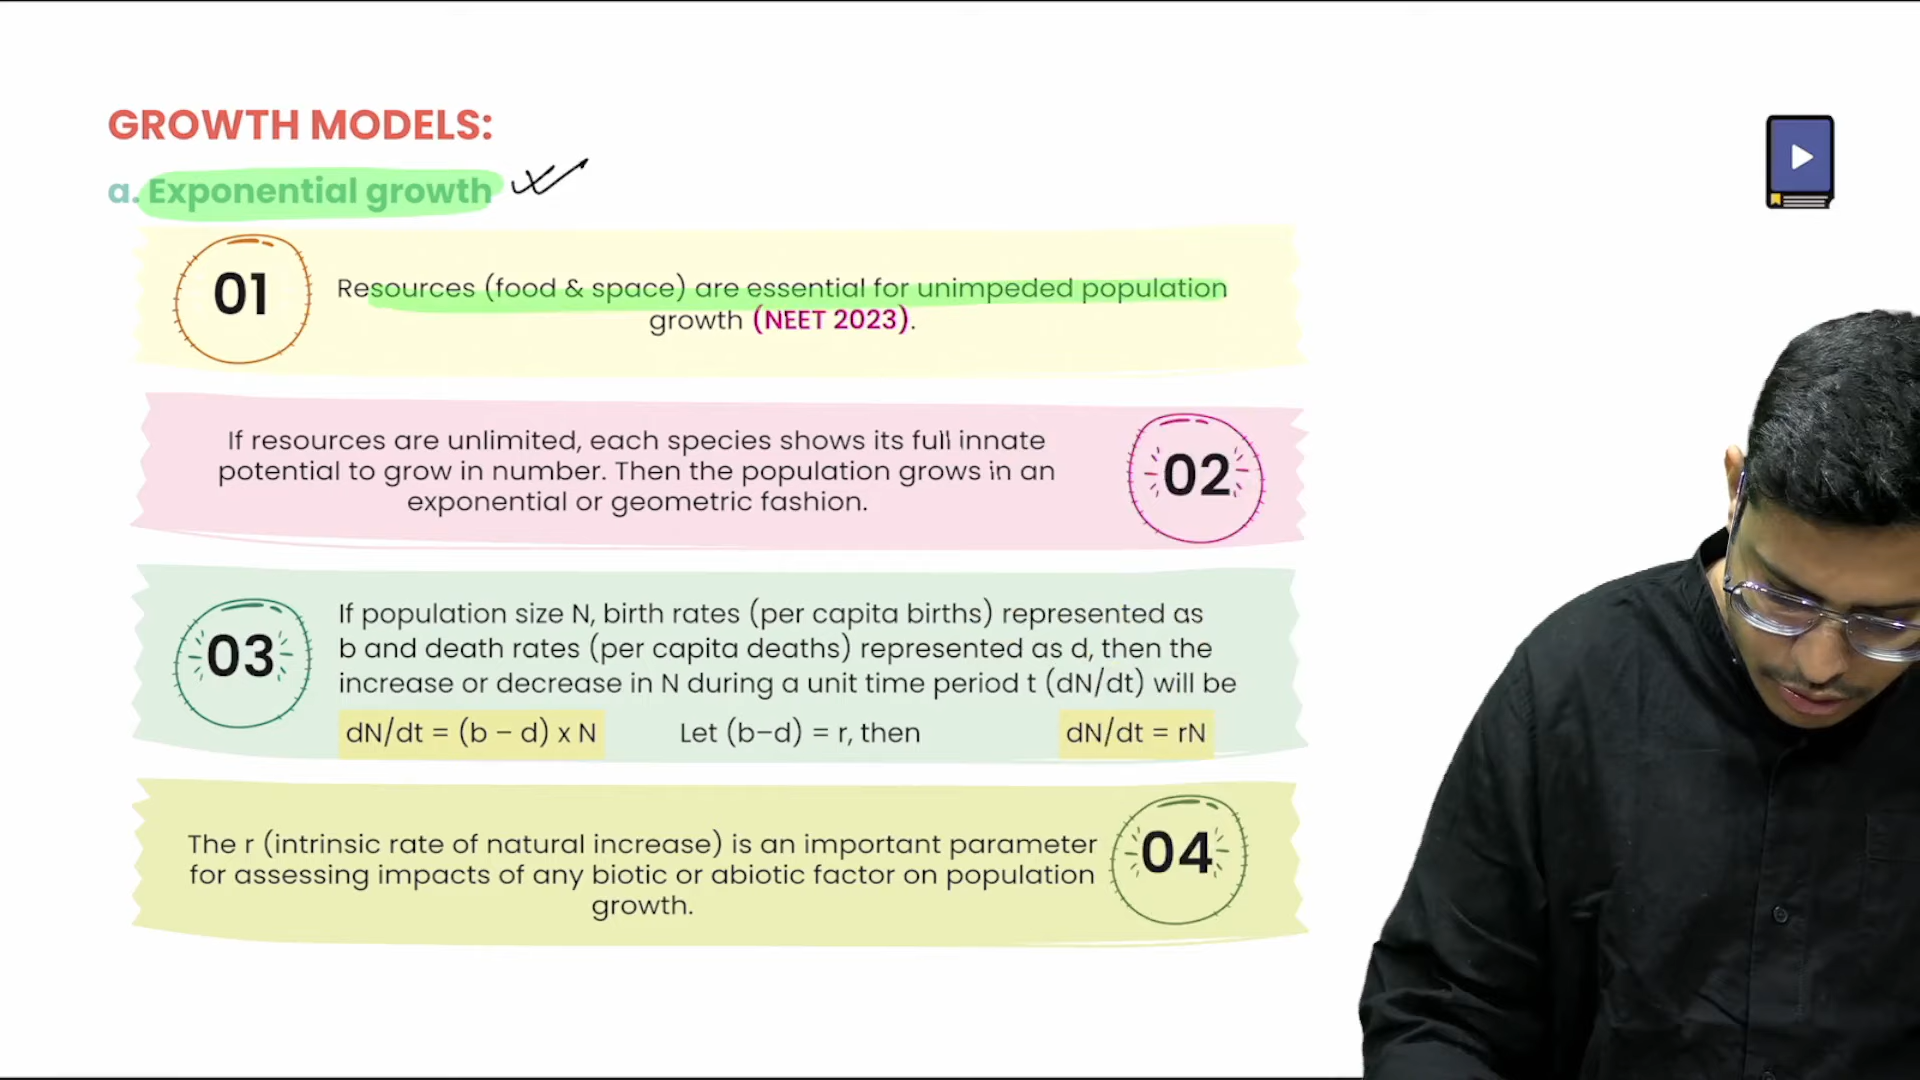 GROWTH MODELS:
a. Exponential growth
01
Resources (food & space) are essential for unimpeded population
growth (NEET 2023).
If resources are unlimited, each species shows its full innate
potential to grow in number. Then the population grows in an
exponential or geometric fashion.
02
03
If population size N, birth rates (per capita births) represented as
b and death rates (per capita deaths) represented as d, then the
increase or decrease in N during a unit time period t (dN/dt) will be
dN/dt = (b – d) x N Let (b–d) = r, then dN/dt = rN
The r (intrinsic rate of natural increase) is an important parameter
for assessing impacts of any biotic or abiotic factor on population
growth.
04